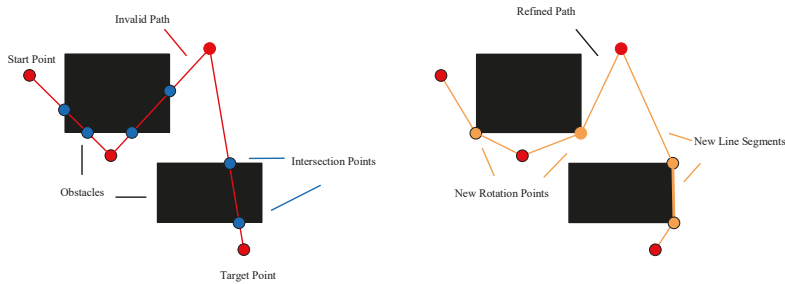 Invalid Path
Start Point
Intersection Points
Obstacles
Target Point
Refined Path
New Line Segments
New Rotation Points